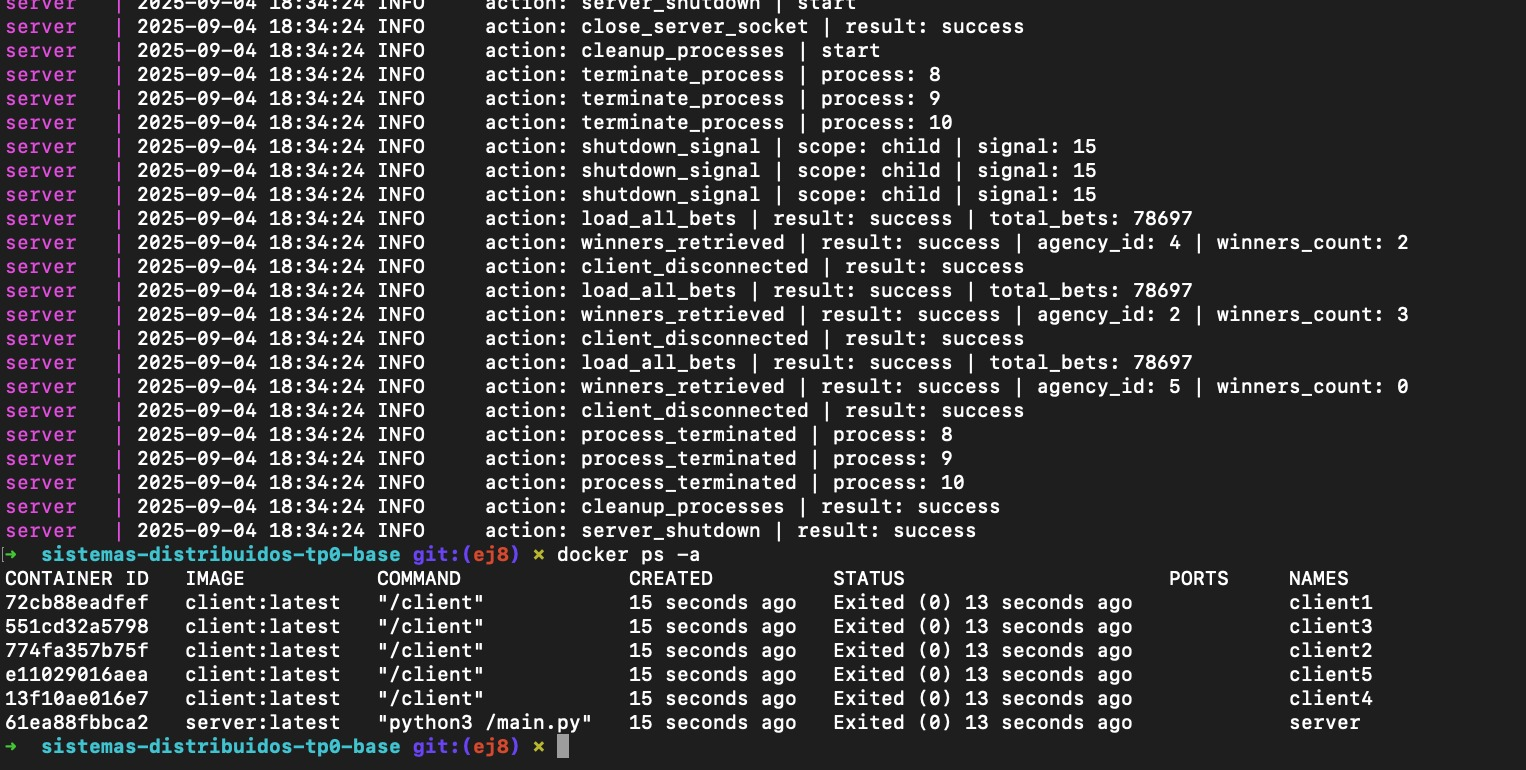 server   | 2025-09-04 18:34:24 INFO     action: server_shutdown | start
server   | 2025-09-04 18:34:24 INFO     action: close_server_socket | result: success
server   | 2025-09-04 18:34:24 INFO     action: cleanup_processes | start
server   | 2025-09-04 18:34:24 INFO     action: terminate_process | process: 8
server   | 2025-09-04 18:34:24 INFO     action: terminate_process | process: 9
server   | 2025-09-04 18:34:24 INFO     action: terminate_process | process: 10
server   | 2025-09-04 18:34:24 INFO     action: shutdown_signal | scope: child | signal: 15
server   | 2025-09-04 18:34:24 INFO     action: shutdown_signal | scope: child | signal: 15
server   | 2025-09-04 18:34:24 INFO     action: shutdown_signal | scope: child | signal: 15
server   | 2025-09-04 18:34:24 INFO     action: load_all_bets | result: success | total_bets: 78697
server   | 2025-09-04 18:34:24 INFO     action: winners_retrieved | result: success | agency_id: 4 | winners_count: 2
server   | 2025-09-04 18:34:24 INFO     action: client_disconnected | result: success
server   | 2025-09-04 18:34:24 INFO     action: load_all_bets | result: success | total_bets: 78697
server   | 2025-09-04 18:34:24 INFO     action: winners_retrieved | result: success | agency_id: 2 | winners_count: 3
server   | 2025-09-04 18:34:24 INFO     action: client_disconnected | result: success
server   | 2025-09-04 18:34:24 INFO     action: load_all_bets | result: success | total_bets: 78697
server   | 2025-09-04 18:34:24 INFO     action: winners_retrieved | result: success | agency_id: 5 | winners_count: 0
server   | 2025-09-04 18:34:24 INFO     action: client_disconnected | result: success
server   | 2025-09-04 18:34:24 INFO     action: process_terminated | process: 8
server   | 2025-09-04 18:34:24 INFO     action: process_terminated | process: 9
server   | 2025-09-04 18:34:24 INFO     action: process_terminated | process: 10
server   | 2025-09-04 18:34:24 INFO     action: cleanup_processes | result: success
server   | 2025-09-04 18:34:24 INFO     action: server_shutdown | result: success
➜  sistemas-distribuidos-tp0-base git:(ej8) ✗ docker ps -a
CONTAINER ID   IMAGE           COMMAND              CREATED          STATUS                      PORTS     NAMES
72cb88eadfef   client:latest   "/client"            15 seconds ago   Exited (0) 13 seconds ago             client1
551cd32a5798   client:latest   "/client"            15 seconds ago   Exited (0) 13 seconds ago             client3
774fa357b75f   client:latest   "/client"            15 seconds ago   Exited (0) 13 seconds ago             client2
e11029016aea   client:latest   "/client"            15 seconds ago   Exited (0) 13 seconds ago             client5
13f10ae016e7   client:latest   "/client"            15 seconds ago   Exited (0) 13 seconds ago             client4
61ea88fbbca2   server:latest   "python3 /main.py"   15 seconds ago   Exited (0) 13 seconds ago             server
➜  sistemas-distribuidos-tp0-base git:(ej8) ✗